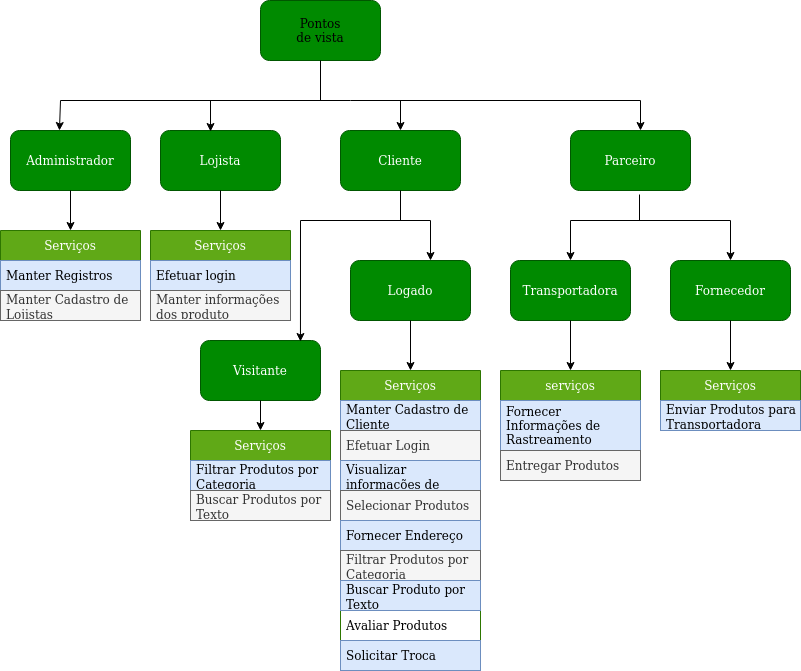 Pontos
de vista
Administrador
Lojista
Cliente
Parceiro
Serviços
Manter Registros
Manter Cadastro de
Lojistas
Serviços
Efetuar login
Manter informações
dos produto
Logado
Transportadora
Fornecedor
Visitante
Serviços
Filtrar Produtos por
Categoria
Buscar Produtos por
Texto
Serviços
Manter Cadastro de
Cliente
Efetuar Login
Visualizar
informações de
Selecionar Produtos
Fornecer Endereço
Filtrar Produtos por
Categoria
Buscar Produto por
Texto
Avaliar Produtos
Solicitar Troca
serviços
Fornecer
Informações de
Rastreamento
Entregar Produtos
Serviços
Enviar Produtos para
Transportadora